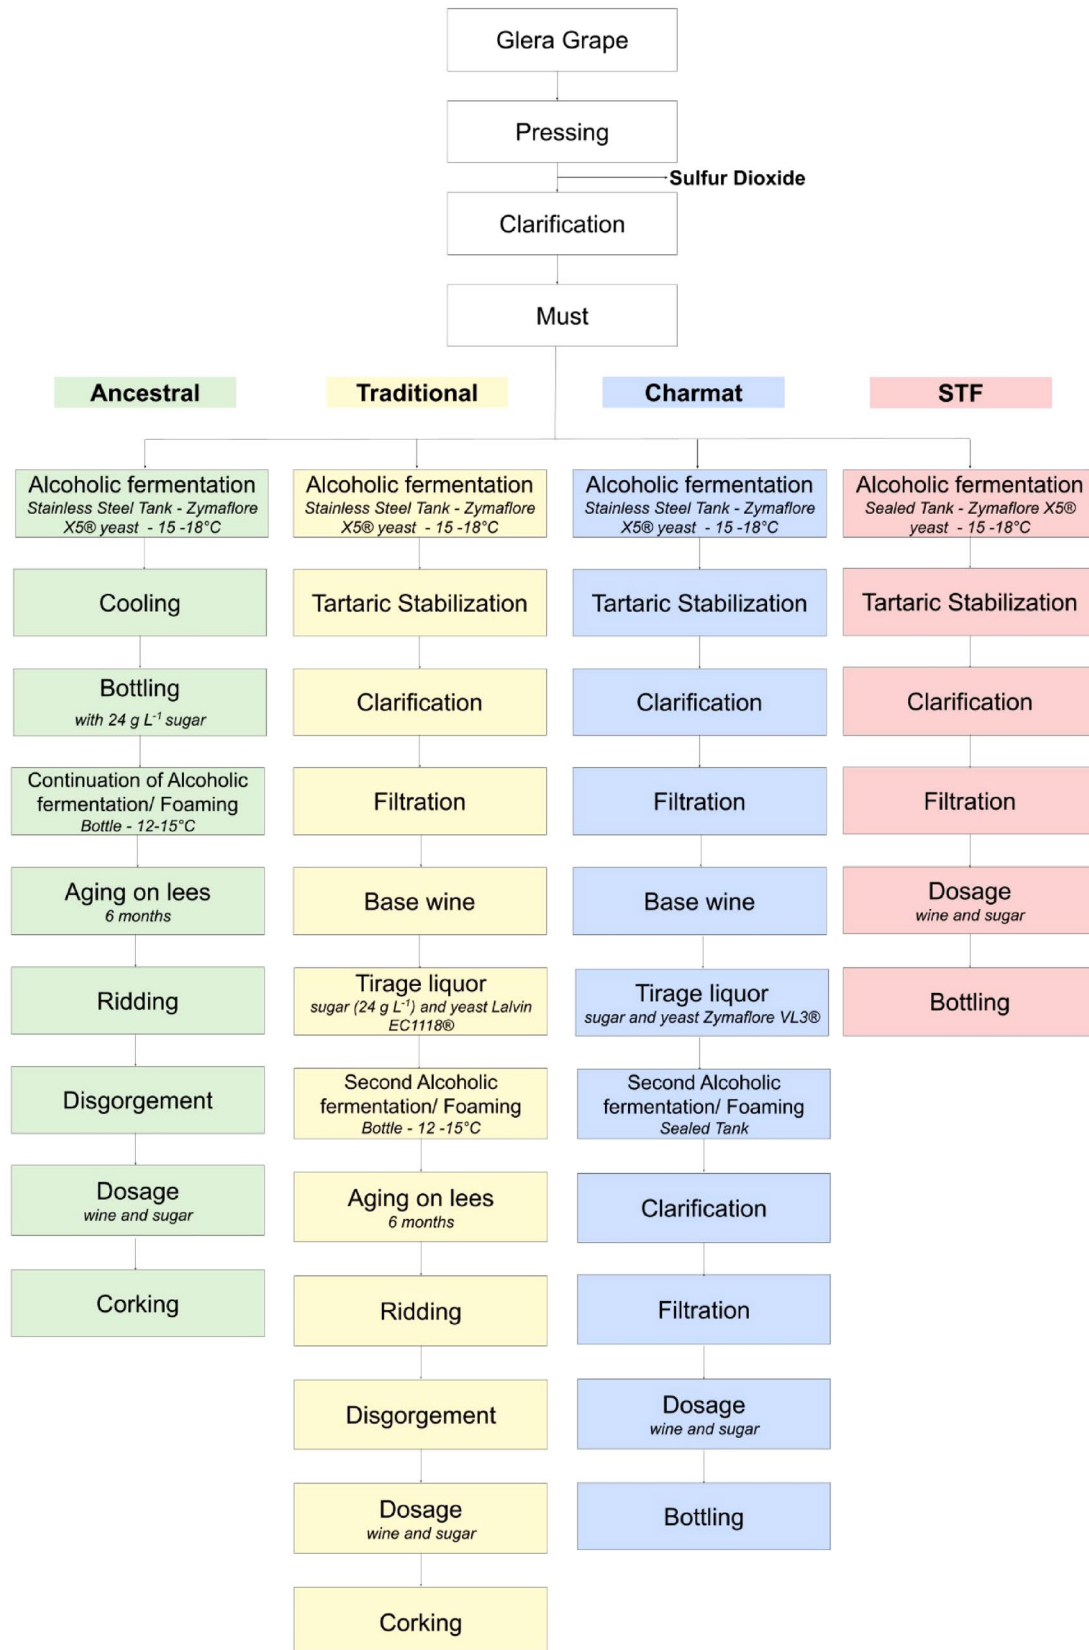 Glera Grape
Pressing
Sulfur Dioxide
Clarification
Must
Ancestral
Traditional
Charmat
STF
Alcoholic fermentation
Stainless Steel Tank - Zymaflore
X5® yeast - 15 -18°C
Cooling
Bottling
with 24 g L⁻¹ sugar
Continuation of Alcoholic
fermentation/ Foaming
Bottle - 12-15°C
Aging on lees
6 months
Ridding
Disgorgement
Dosage
wine and sugar
Corking
Alcoholic fermentation
Stainless Steel Tank - Zymaflore
X5® yeast - 15 -18°C
Tartaric Stabilization
Clarification
Filtration
Base wine
Tirage liquor
sugar (24 g L⁻¹) and yeast Lalvin
EC1118®
Second Alcoholic
fermentation/ Foaming
Bottle - 12 -15°C
Aging on lees
6 months
Ridding
Disgorgement
Dosage
wine and sugar
Corking
Alcoholic fermentation
Stainless Steel Tank - Zymaflore
X5® yeast - 15 -18°C
Tartaric Stabilization
Clarification
Filtration
Base wine
Tirage liquor
sugar and yeast Zymaflore VL3®
Second Alcoholic
fermentation/ Foaming
Sealed Tank
Clarification
Filtration
Dosage
wine and sugar
Bottling
Alcoholic fermentation
Sealed Tank - Zymaflore X5®
yeast - 15 -18°C
Tartaric Stabilization
Clarification
Filtration
Dosage
wine and sugar
Bottling